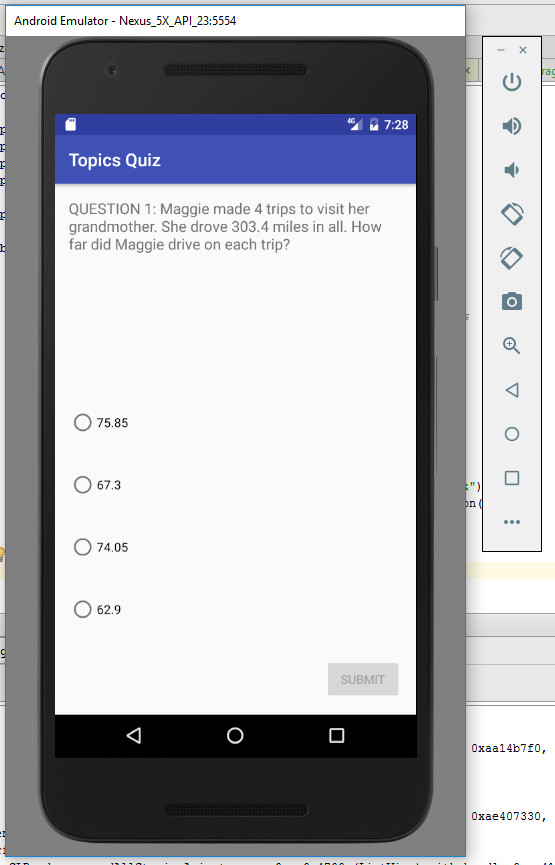 Android Emulator - Nexus_5X_API_23:5554
4G 7:28
Topics Quiz
QUESTION 1: Maggie made 4 trips to visit her
grandmother. She drove 303.4 miles in all. How
far did Maggie drive on each trip?
75.85
67.3
74.05
62.9
SUBMIT
0xaa14b7f0,
0xae407330,